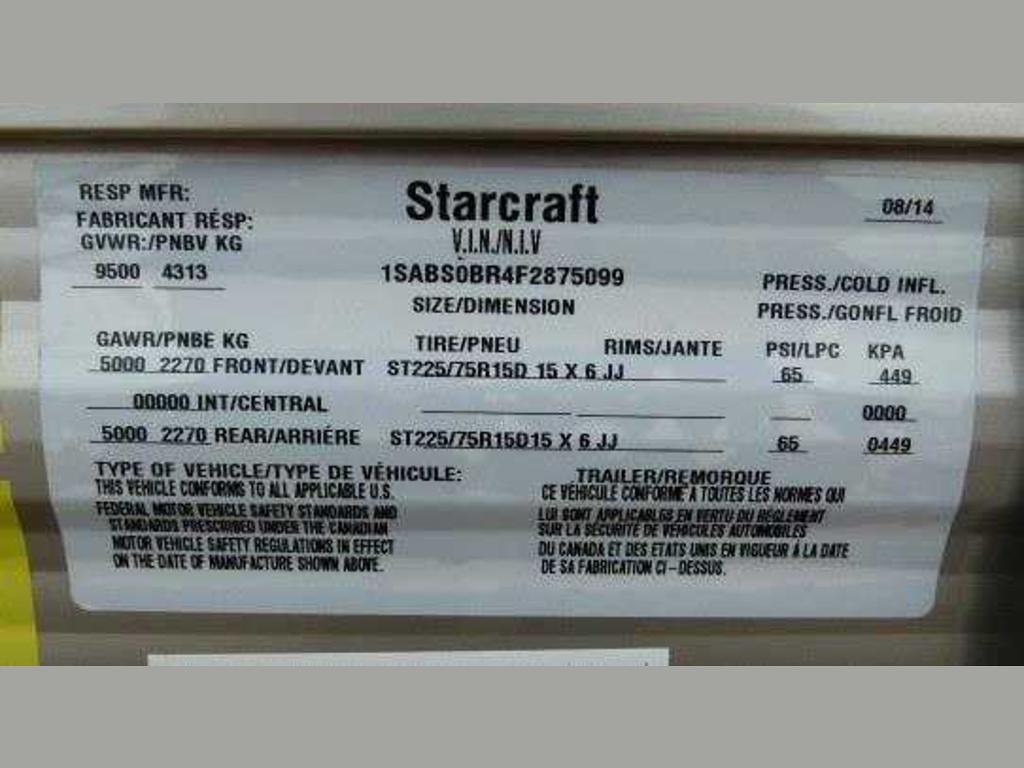 RESP MFR: Starcraft 08/14
FABRICANT RÉSP:
GVWR:/PNBV KG V.I.N./N.I.V
9500 4313 1SABS0BR4F2875099 PRESS./COLD INFL.
SIZE/DIMENSION PRESS./GONFL FROID
GAWR/PNBE KG TIRE/PNEU RIMS/JANTE PSI/LPC KPA
5000 2270 FRONT/DEVANT ST225/75R15D 15 X 6 JJ 65 449
00000 INT/CENTRAL 0000
5000 2270 REAR/ARRIÉRE ST225/75R15D15 X 6 JJ 65 0449
TYPE OF VEHICLE/TYPE DE VÉHICULE: TRAILER/REMORQUE
THIS VEHICLE CONFORMS TO ALL APPLICABLE U.S.
FEDERAL MOTOR VEHICLE SAFETY STANDARDS AND
STANDARDS PRESCRIBED UNDER THE CANADIAN
MOTOR VEHICLE SAFETY REGULATIONS IN EFFECT
ON THE DATE OF MANUFACTURE SHOWN ABOVE.
CE VÉHICULE CONFORME A TOUTES LES NORMES QUI
LUI SONT APPLICABLES EN VERTU DU RÉGLEMENT
SUR LA SÉCURITÉ DE VEHICULES AUTOMOBILES
DU CANADA ET DES ETATS UNIS EN VIGUEUR À LA DATE
DE SA FABRICATION CI-DESSUS.